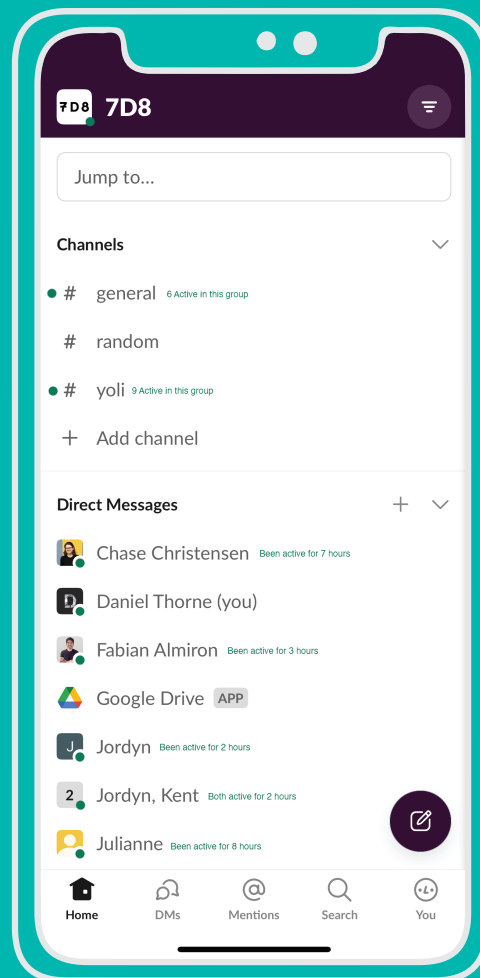 7D8 7D8
Jump to...
Channels
# general 6 Active in this group
# random
# yoli 9 Active in this group
+ Add channel
Direct Messages +
Chase Christensen Been active for 7 hours
D. Daniel Thorne (you)
Fabian Almiron Been active for 3 hours
Google Drive APP
J Jordyn Been active for 2 hours
2 Jordyn, Kent Both active for 2 hours
Julianne Been active for 8 hours
Home DMs Mentions Search You